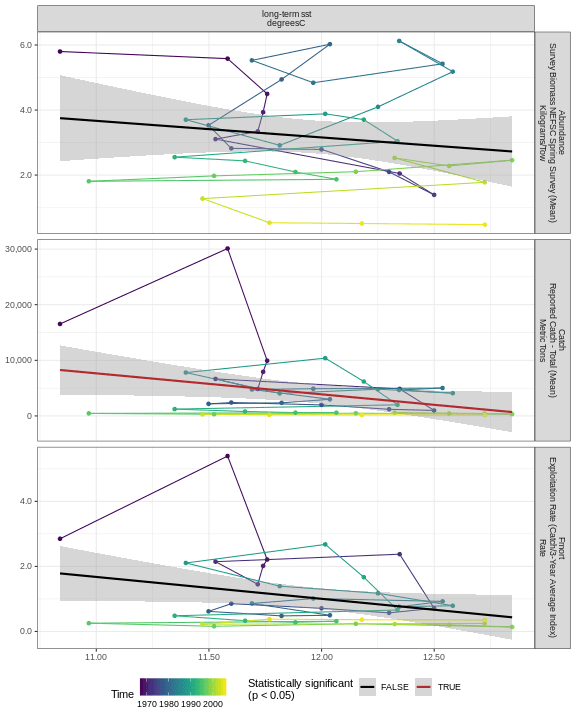 long-term sst
degreesC
6.0
4.0
2.0
Abundance
Survey Biomass NEFSC Spring Survey (Mean)
Kilograms/Tow
30,000
20,000
10,000
0
Catch
Reported Catch - Total (Mean)
Metric Tons
4.0
2.0
0.0
Fmort
Exploitation Rate (Catch/3-Year Average Index)
Rate
11.00 11.50 12.00 12.50
Time
1970 1980 1990 2000
Statistically significant
(p < 0.05)
FALSE
TRUE